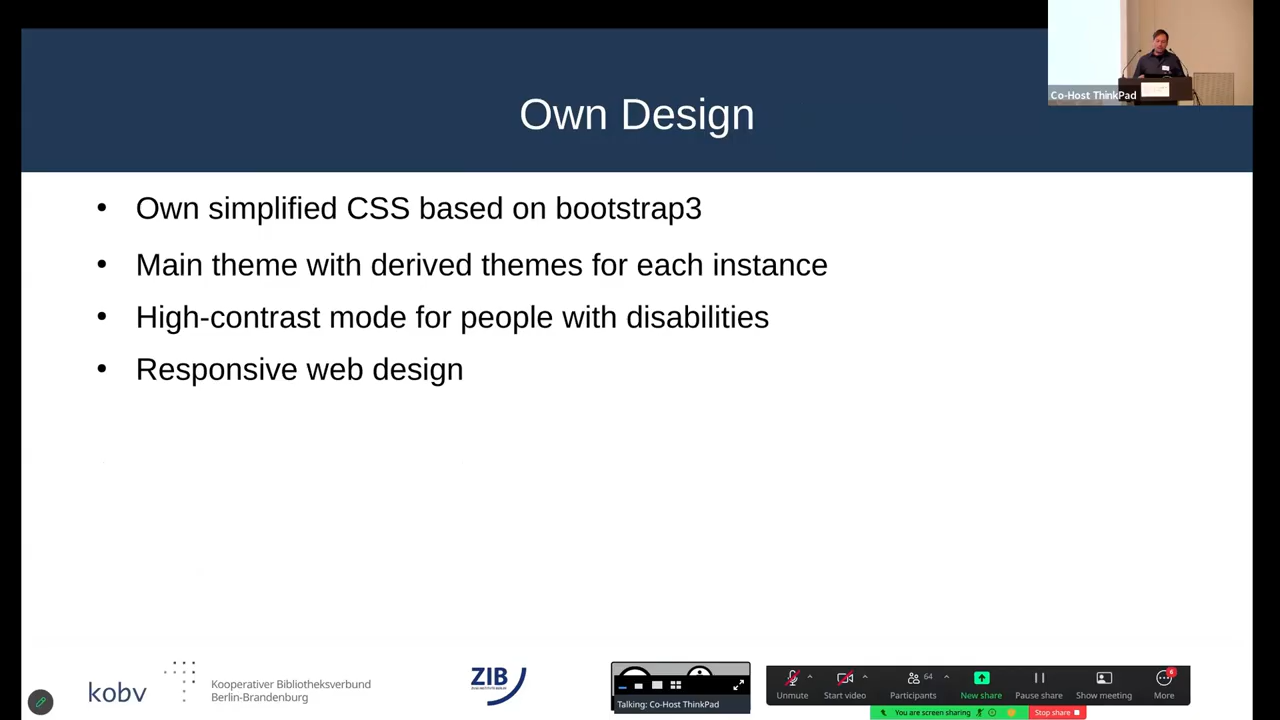 Own Design
Co-Host ThinkPad
• Own simplified CSS based on bootstrap3
• Main theme with derived themes for each instance
• High-contrast mode for people with disabilities
• Responsive web design
kobv
Kooperativer Bibliotheksverbund
Berlin-Brandenburg
ZIB
Talking: Co-Host ThinkPad
64
6
Unmute
Start video
Participants
New share
Pause share
Show meeting
More
You are screen sharing
Stop share